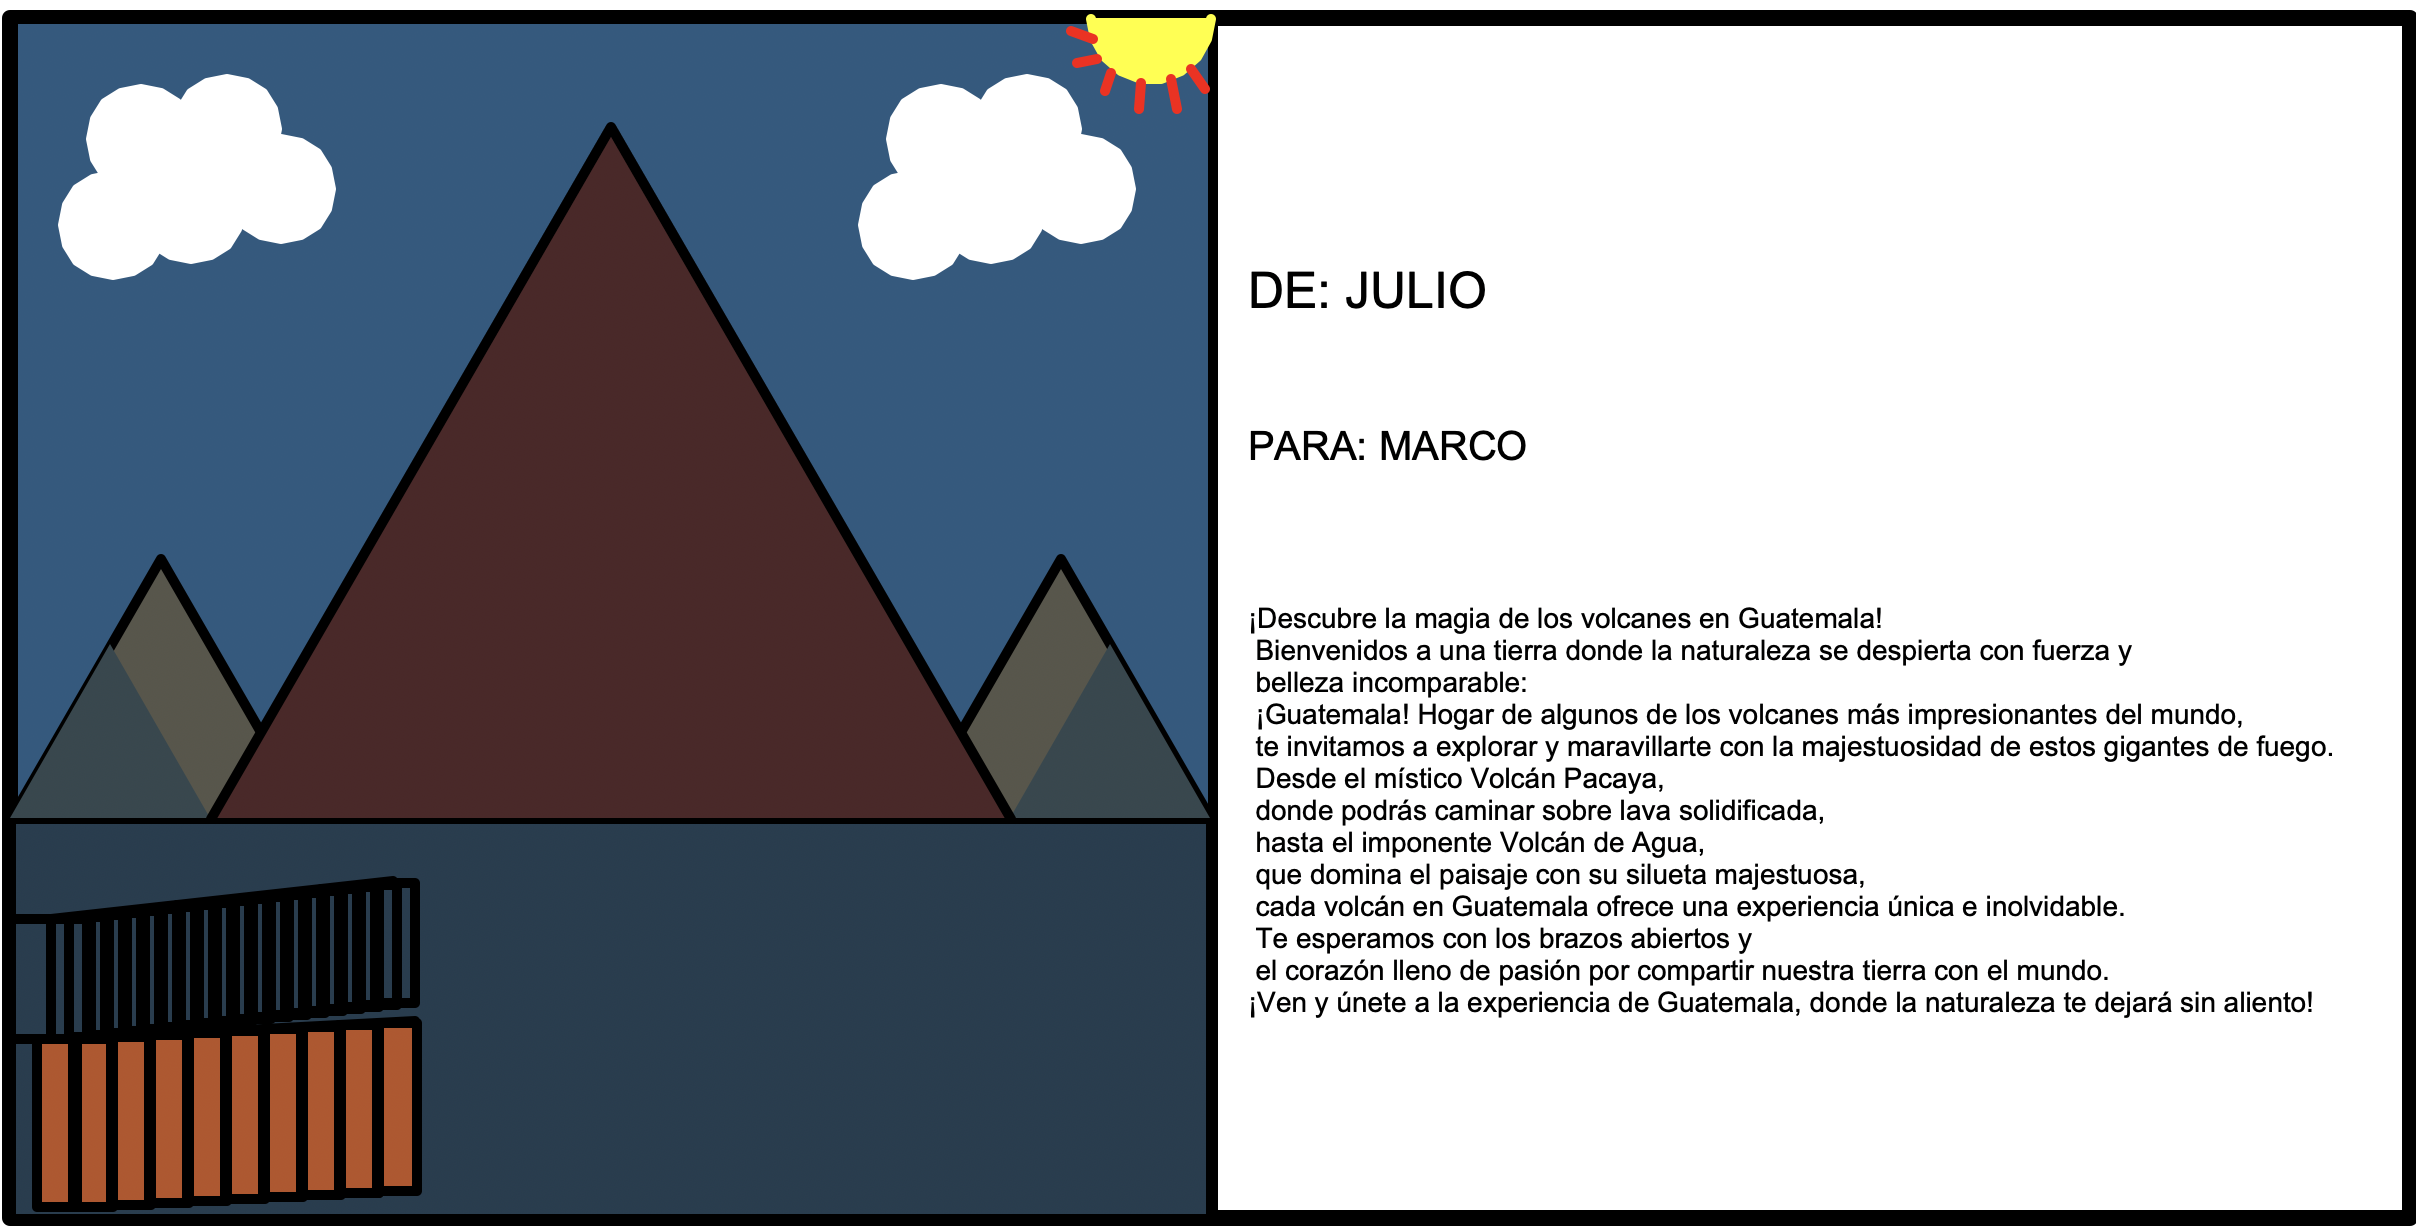 DE: JULIO
PARA: MARCO
¡Descubre la magia de los volcanes en Guatemala!
Bienvenidos a una tierra donde la naturaleza se despierta con fuerza y
belleza incomparable:
¡Guatemala! Hogar de algunos de los volcanes más impresionantes del mundo,
te invitamos a explorar y maravillarte con la majestuosidad de estos gigantes de fuego.
Desde el místico Volcán Pacaya,
donde podrás caminar sobre lava solidificada,
hasta el imponente Volcán de Agua,
que domina el paisaje con su silueta majestuosa,
cada volcán en Guatemala ofrece una experiencia única e inolvidable.
Te esperamos con los brazos abiertos y
el corazón lleno de pasión por compartir nuestra tierra con el mundo.
¡Ven y únete a la experiencia de Guatemala, donde la naturaleza te dejará sin aliento!